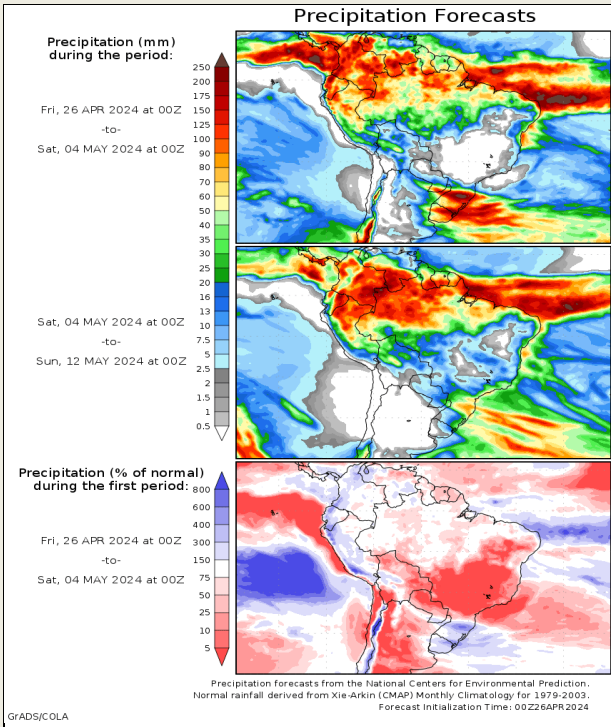 Precipitation Forecasts
Precipitation (mm)
during the period:
Fri, 26 APR 2024 at 00Z
-to-
Sat, 04 MAY 2024 at 00Z
250
200
175
150
125
100
90
80
70
60
50
40
35
30
25
20
16
13
10
7.5
5
2.5
2
1.5
1
0.5
Sat, 04 MAY 2024 at 00Z
-to-
Sun, 12 MAY 2024 at 00Z
Precipitation (% of normal)
during the first period:
Fri, 26 APR 2024 at 00Z
-to-
Sat, 04 MAY 2024 at 00Z
800
600
400
300
150
75
50
25
10
5
Precipitation forecasts from the National Centers for Environmental Prediction.
Normal rainfall derived from Xie-Arkin (CMAP) Monthly Climatology for 1979-2003.
Forecast Initialization Time: 00Z26APR2024
GrADS/COLA